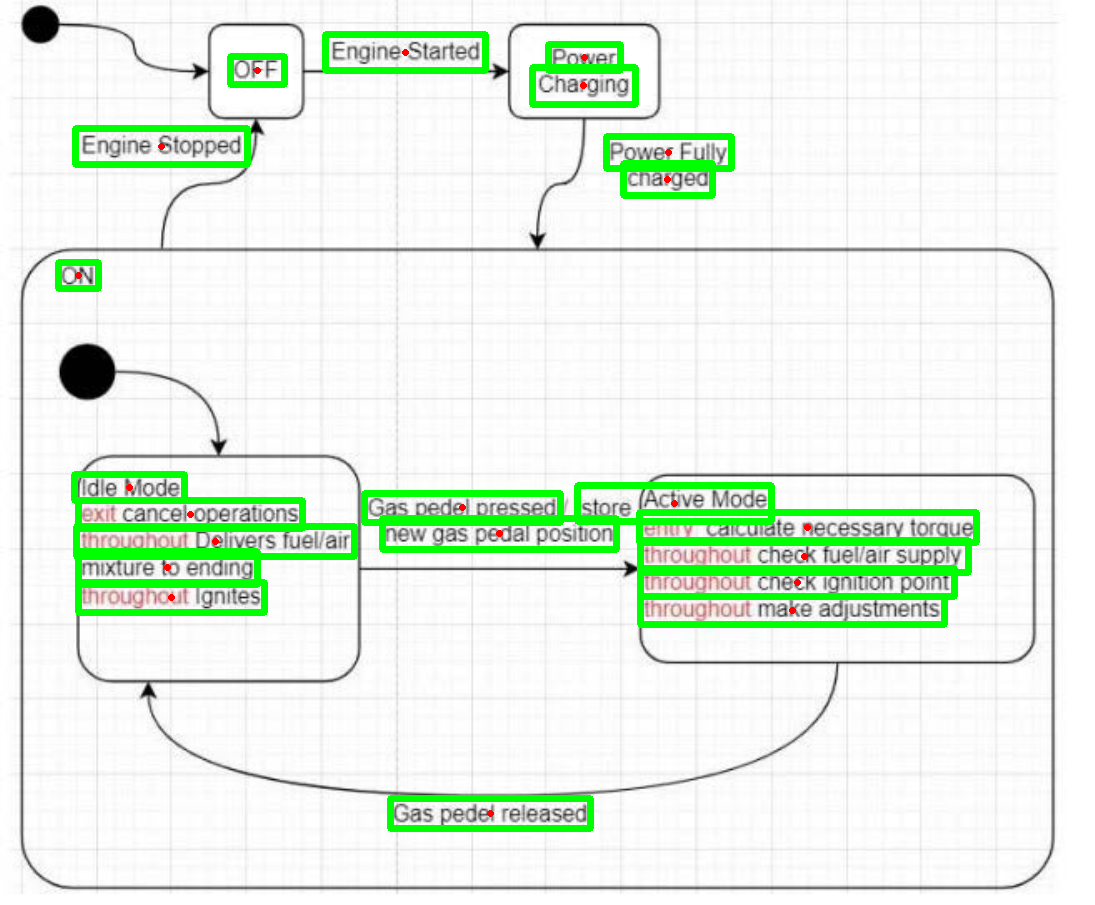 OFF
Engine Started
Power
Charging
Engine Stopped
Power Fully
charged
ON
Idle Mode
exit cancel operations
throughout Delivers fuel/air
mixture to ending
throughout Ignites
Gas pedel pressed / store
new gas pedal position
Active Mode
entry calculate necessary torque
throughout check fuel/air supply
throughout check ignition point
throughout make adjustments
Gas pedel released